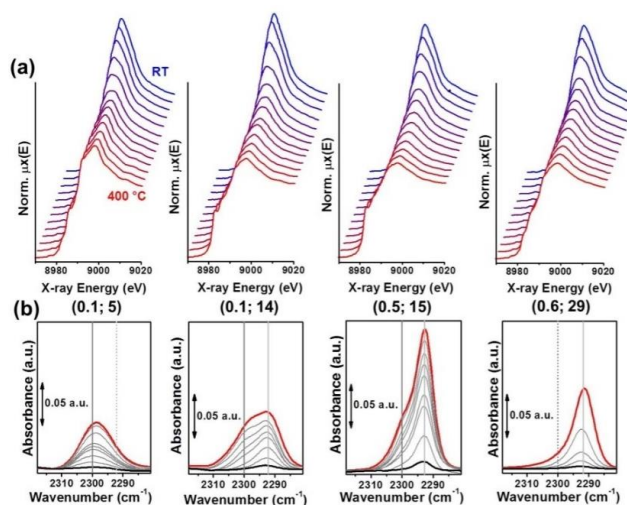 (a)
RT
400 °C
Norm. μx(E)
Norm. μx(E)
Norm. μx(E)
Norm. μx(E)
8980 9000 9020
8980 9000 9020
8980 9000 9020
8980 9000 9020
X-ray Energy (eV)
X-ray Energy (eV)
X-ray Energy (eV)
X-ray Energy (eV)
(b)
(0.1; 5)
(0.1; 14)
(0.5; 15)
(0.6; 29)
Absorbance (a.u.)
Absorbance (a.u.)
Absorbance (a.u.)
Absorbance (a.u.)
0.05 a.u.
0.05 a.u.
0.05 a.u.
0.05 a.u.
2310 2300 2290
2310 2300 2290
2310 2300 2290
2310 2300 2290
Wavenumber (cm⁻¹)
Wavenumber (cm⁻¹)
Wavenumber (cm⁻¹)
Wavenumber (cm⁻¹)